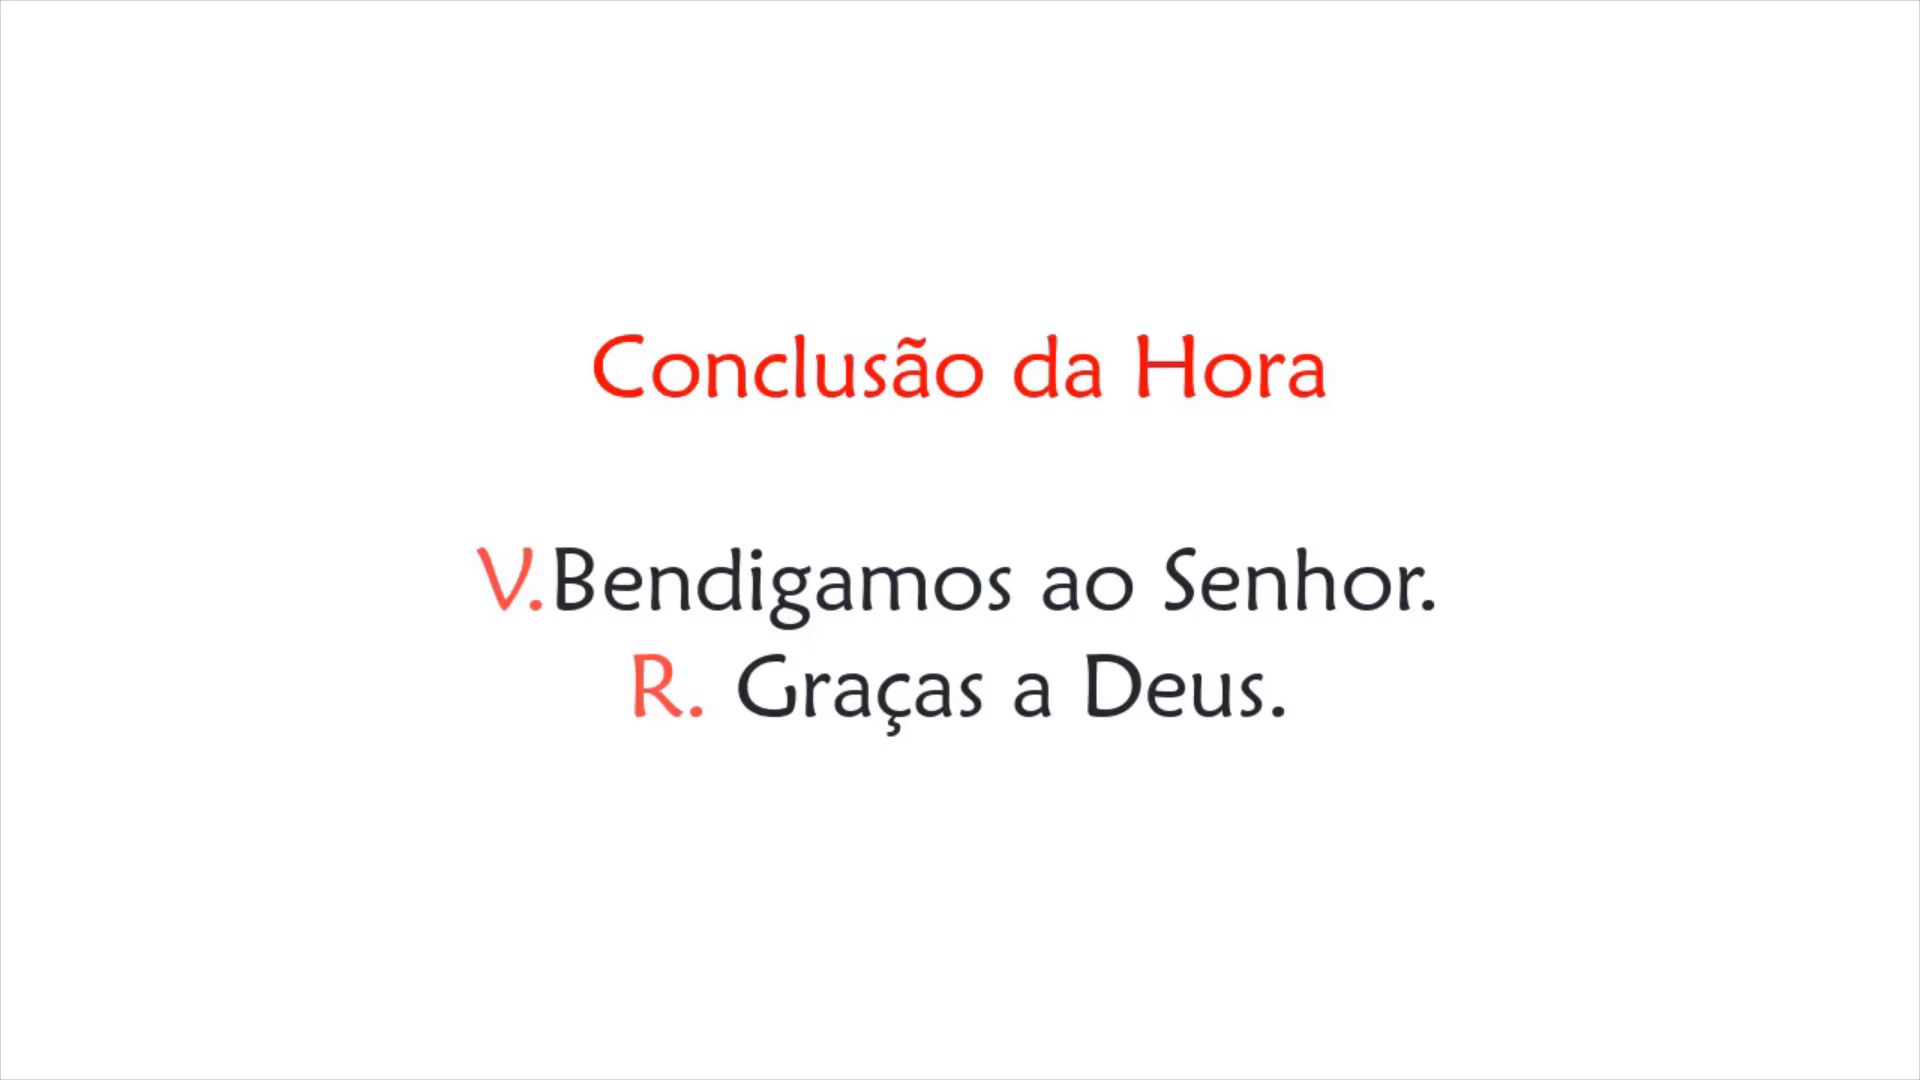 Conclusão da Hora
V.Bendigamos ao Senhor.
R. Graças a Deus.